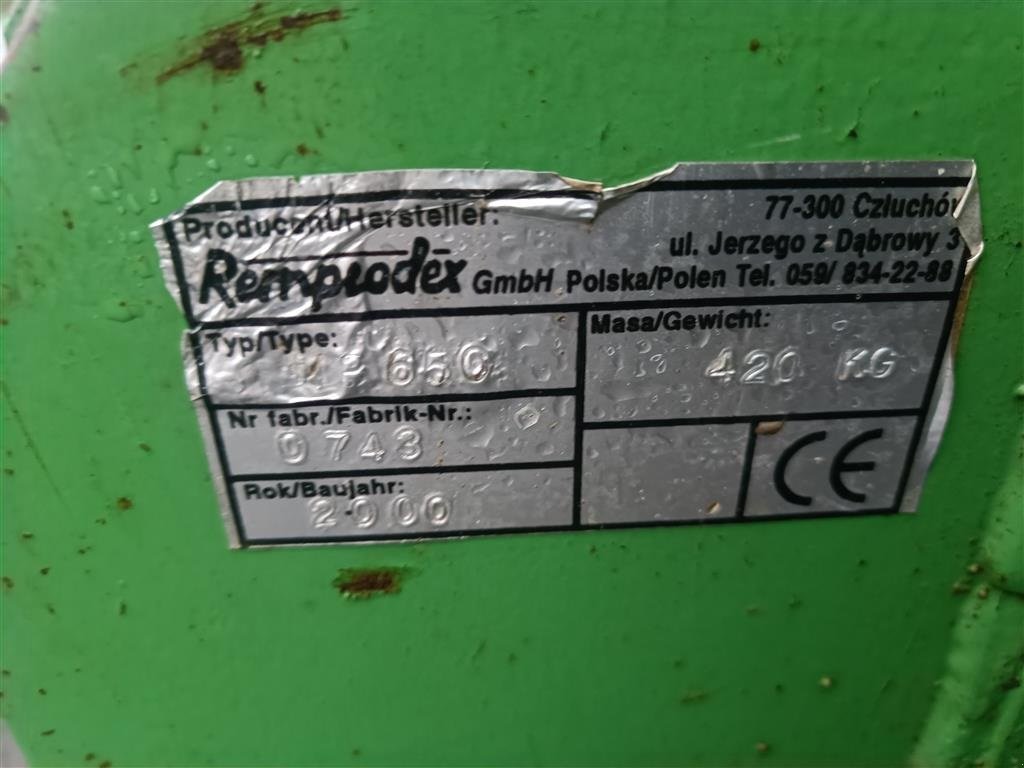 Producent/Hersteller:
77-300 Człuchów
ul. Jerzego z Dąbrowy 3
Remprodex GmbH Polska/Polen Tel. 059/ 834-22-88
Typ/Type:
650
Masa/Gewicht:
420 KG
Nr fabr./Fabrik-Nr.:
0743
Rok/Baujahr:
2000
CE